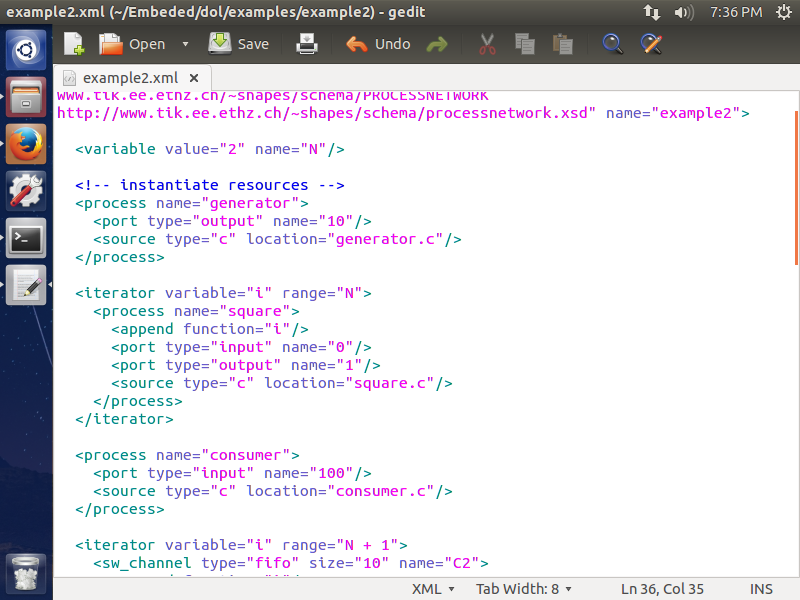 example2.xml (~/Embeded/dol/examples/example2) - gedit
7:36 PM
Open
Save
Undo
example2.xml
www.tik.ee.ethz.ch/~shapes/schema/PROCESSNETWORK
http://www.tik.ee.ethz.ch/~shapes/schema/processnetwork.xsd" name="example2">
<variable value="2" name="N"/>
<!-- instantiate resources -->
<process name="generator">
<port type="output" name="10"/>
<source type="c" location="generator.c"/>
</process>
<iterator variable="i" range="N">
<process name="square">
<append function="i"/>
<port type="input" name="0"/>
<port type="output" name="1"/>
<source type="c" location="square.c"/>
</process>
</iterator>
<process name="consumer">
<port type="input" name="100"/>
<source type="c" location="consumer.c"/>
</process>
<iterator variable="i" range="N + 1">
<sw_channel type="fifo" size="10" name="C2">
XML
Tab Width: 8
Ln 36, Col 35
INS